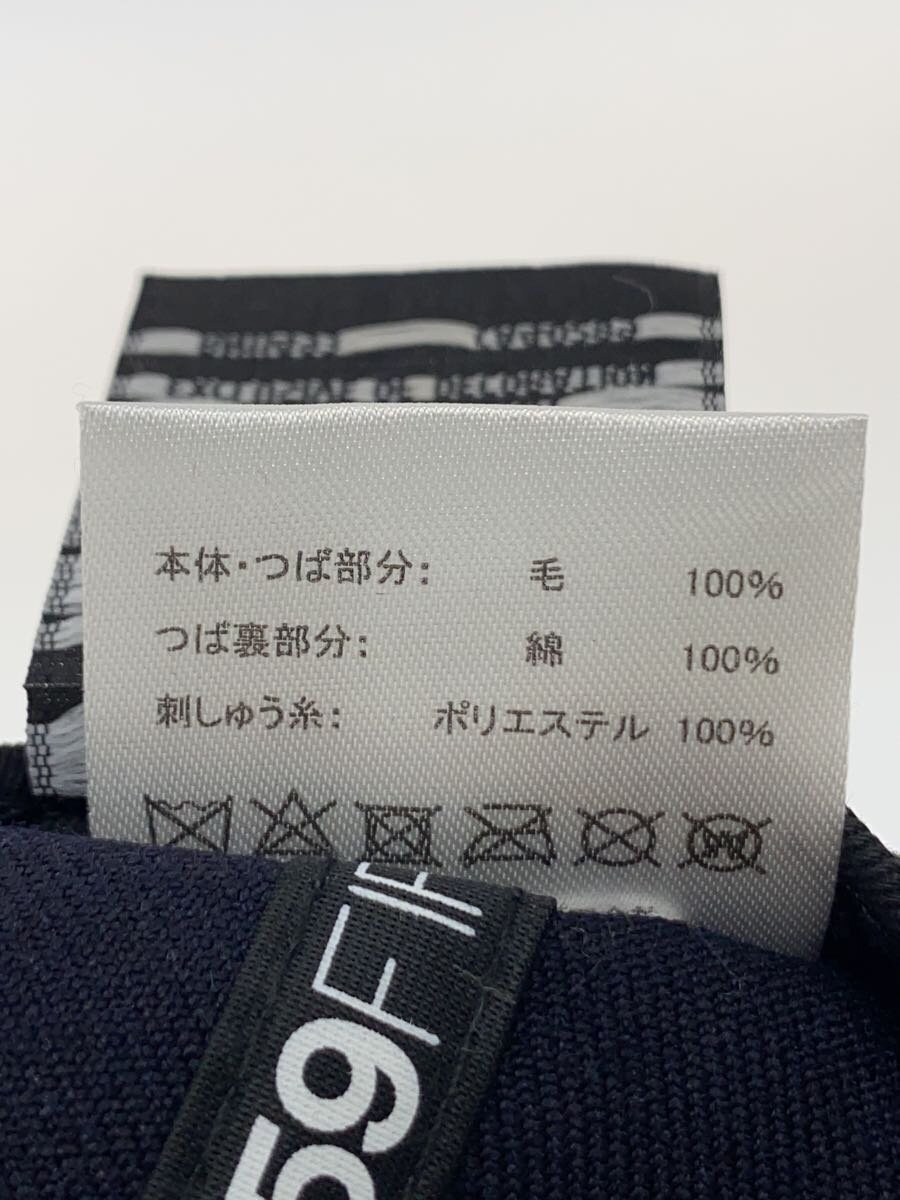 本体・つば部分: 毛 100%
つば裏部分: 綿 100%
刺しゅう糸: ポリエステル 100%
59FIF